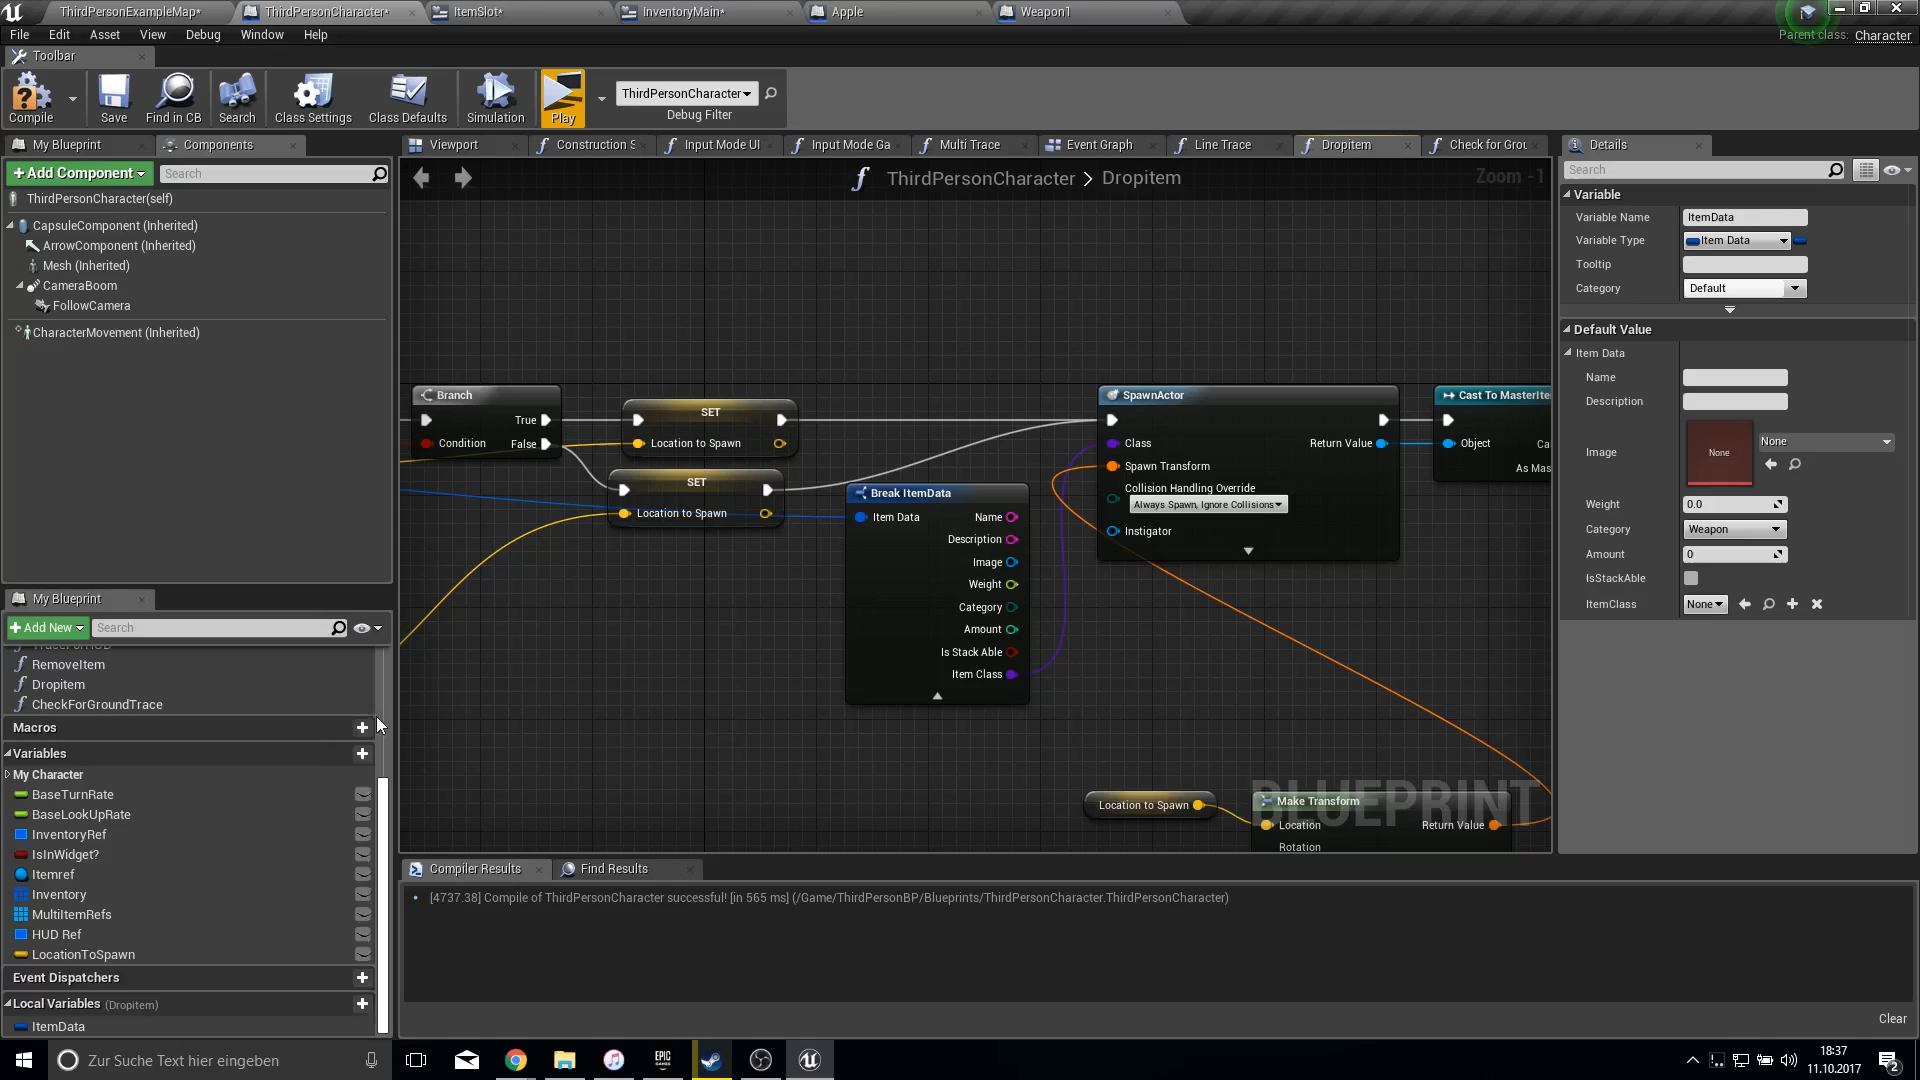 ThirdPersonExampleMap*
ThirdPersonCharacter*
ItemSlot*
InventoryMain*
Apple
Weapon1
File Edit Asset View Debug Window Help
Parent class: Character
Toolbar
Compile
Save
Find in CB
Search
Class Settings
Class Defaults
Simulation
Play
ThirdPersonCharacter
Debug Filter
My Blueprint
Components
Viewport
Construction S
Input Mode UI
Input Mode Ga
Multi Trace
Event Graph
Line Trace
Dropitem
Check for Grou
Details
+Add Component
Search
ThirdPersonCharacter(self)
CapsuleComponent (Inherited)
ArrowComponent (Inherited)
Mesh (Inherited)
CameraBoom
FollowCamera
CharacterMovement (Inherited)
ThirdPersonCharacter > Dropitem
Zoom -1
Branch
True
Condition False
SET
Location to Spawn
SET
Location to Spawn
Break ItemData
Item Data Name
Description
Image
Weight
Category
Amount
Is Stack Able
Item Class
SpawnActor
Class Return Value
Spawn Transform
Collision Handling Override
Always Spawn, Ignore Collisions
Instigator
Cast To MasterIte
Object Ca
As Mas
Location to Spawn
BLUEPRINT
Make Transform
Location Return Value
Rotation
Search
Variable
Variable Name ItemData
Variable Type Item Data
Tooltip
Category Default
Default Value
Item Data
Name
Description
Image None None
Weight 0.0
Category Weapon
Amount 0
IsStackAble
ItemClass None
My Blueprint
+Add New Search
RemoveItem
Dropitem
CheckForGroundTrace
Macros +
Variables +
My Character
BaseTurnRate
BaseLookUpRate
InventoryRef
IsInWidget?
Itemref
Inventory
MultiItemRefs
HUD Ref
LocationToSpawn
Event Dispatchers +
Local Variables (Dropitem) +
ItemData
Compiler Results
Find Results
[4737.38] Compile of ThirdPersonCharacter successful! [in 565 ms] (/Game/ThirdPersonBP/Blueprints/ThirdPersonCharacter.ThirdPersonCharacter)
Clear
Zur Suche Text hier eingeben
EPIC
GAMES
18:37
11.10.2017
2